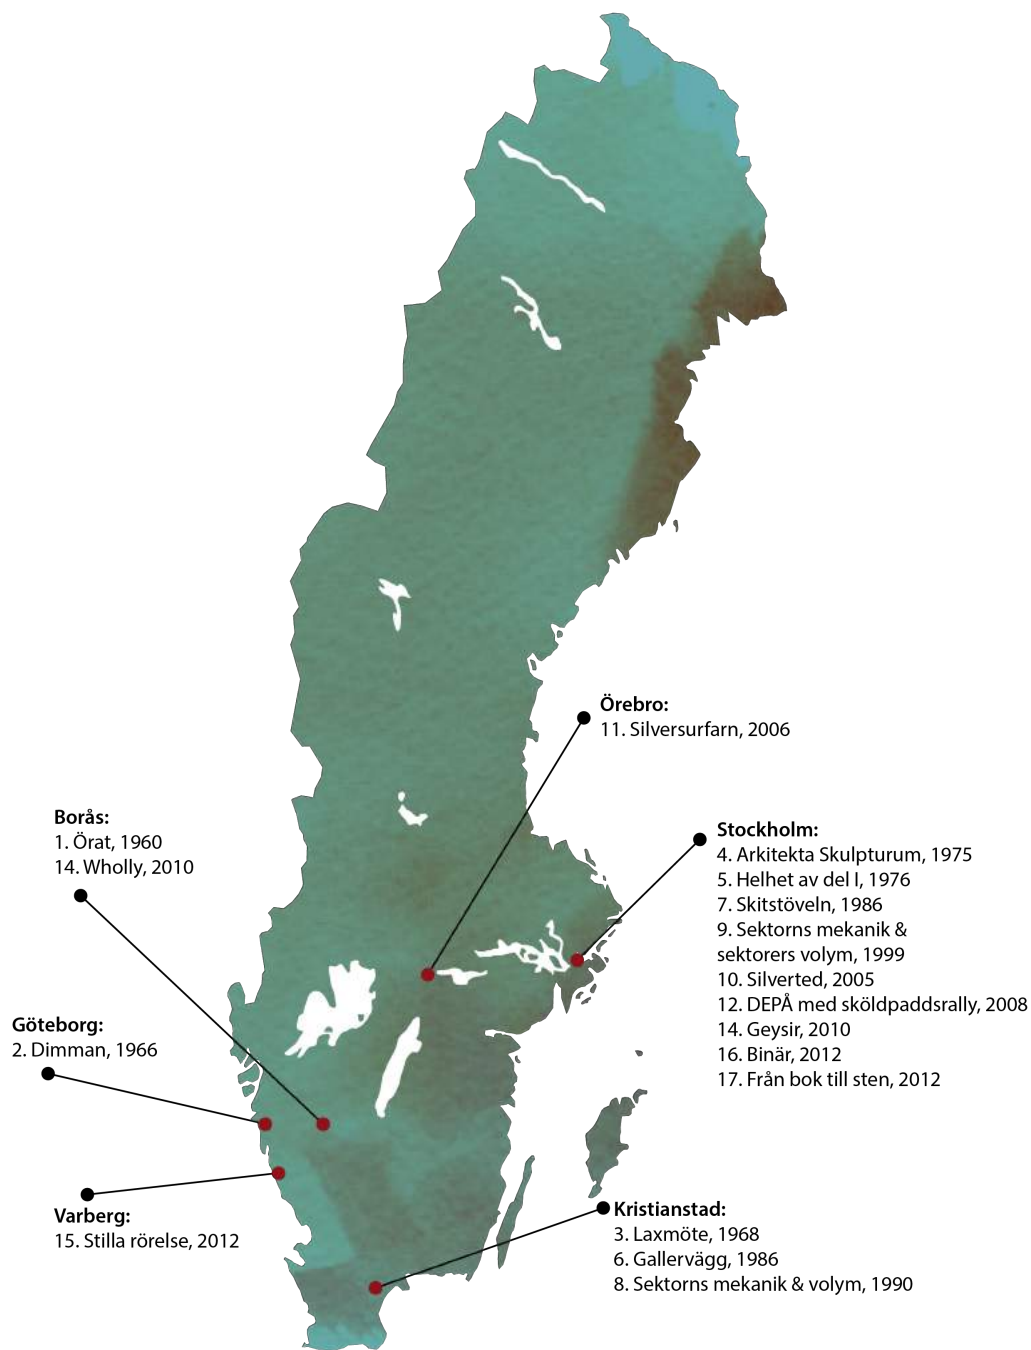 Örebro:
11. Silversurfarn, 2006
Borås:
1. Örat, 1960
14. Wholly, 2010
Stockholm:
4. Arkitekta Skulpturum, 1975
5. Helhet av del I, 1976
7. Skitstöveln, 1986
9. Sektorns mekanik &
sektorers volym, 1999
10. Silverted, 2005
12. DEPÅ med sköldpaddsrally, 2008
14. Geysir, 2010
16. Binär, 2012
17. Från bok till sten, 2012
Göteborg:
2. Dimman, 1966
Varberg:
15. Stilla rörelse, 2012
Kristianstad:
3. Laxmöte, 1968
6. Gallervägg, 1986
8. Sektorns mekanik & volym, 1990